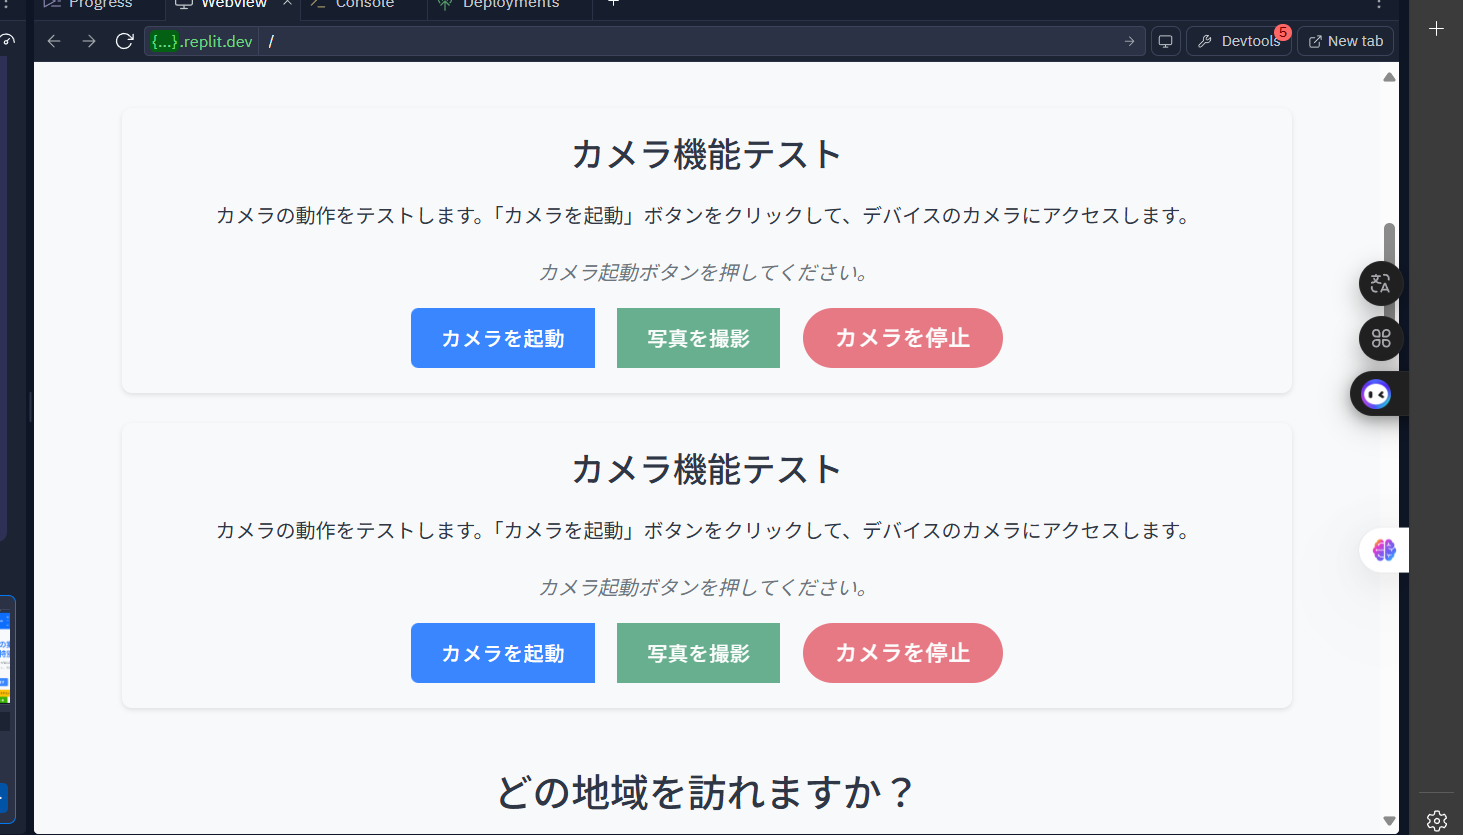 Progress
Webview
Console
Deployments
{...}.replit.dev /
Devtools 5
New tab
カメラ機能テスト
カメラの動作をテストします。「カメラを起動」ボタンをクリックして、デバイスのカメラにアクセスします。
カメラ起動ボタンを押してください。
カメラを起動 写真を撮影 カメラを停止
カメラ機能テスト
カメラの動作をテストします。「カメラを起動」ボタンをクリックして、デバイスのカメラにアクセスします。
カメラ起動ボタンを押してください。
カメラを起動 写真を撮影 カメラを停止
どの地域を訪れますか？